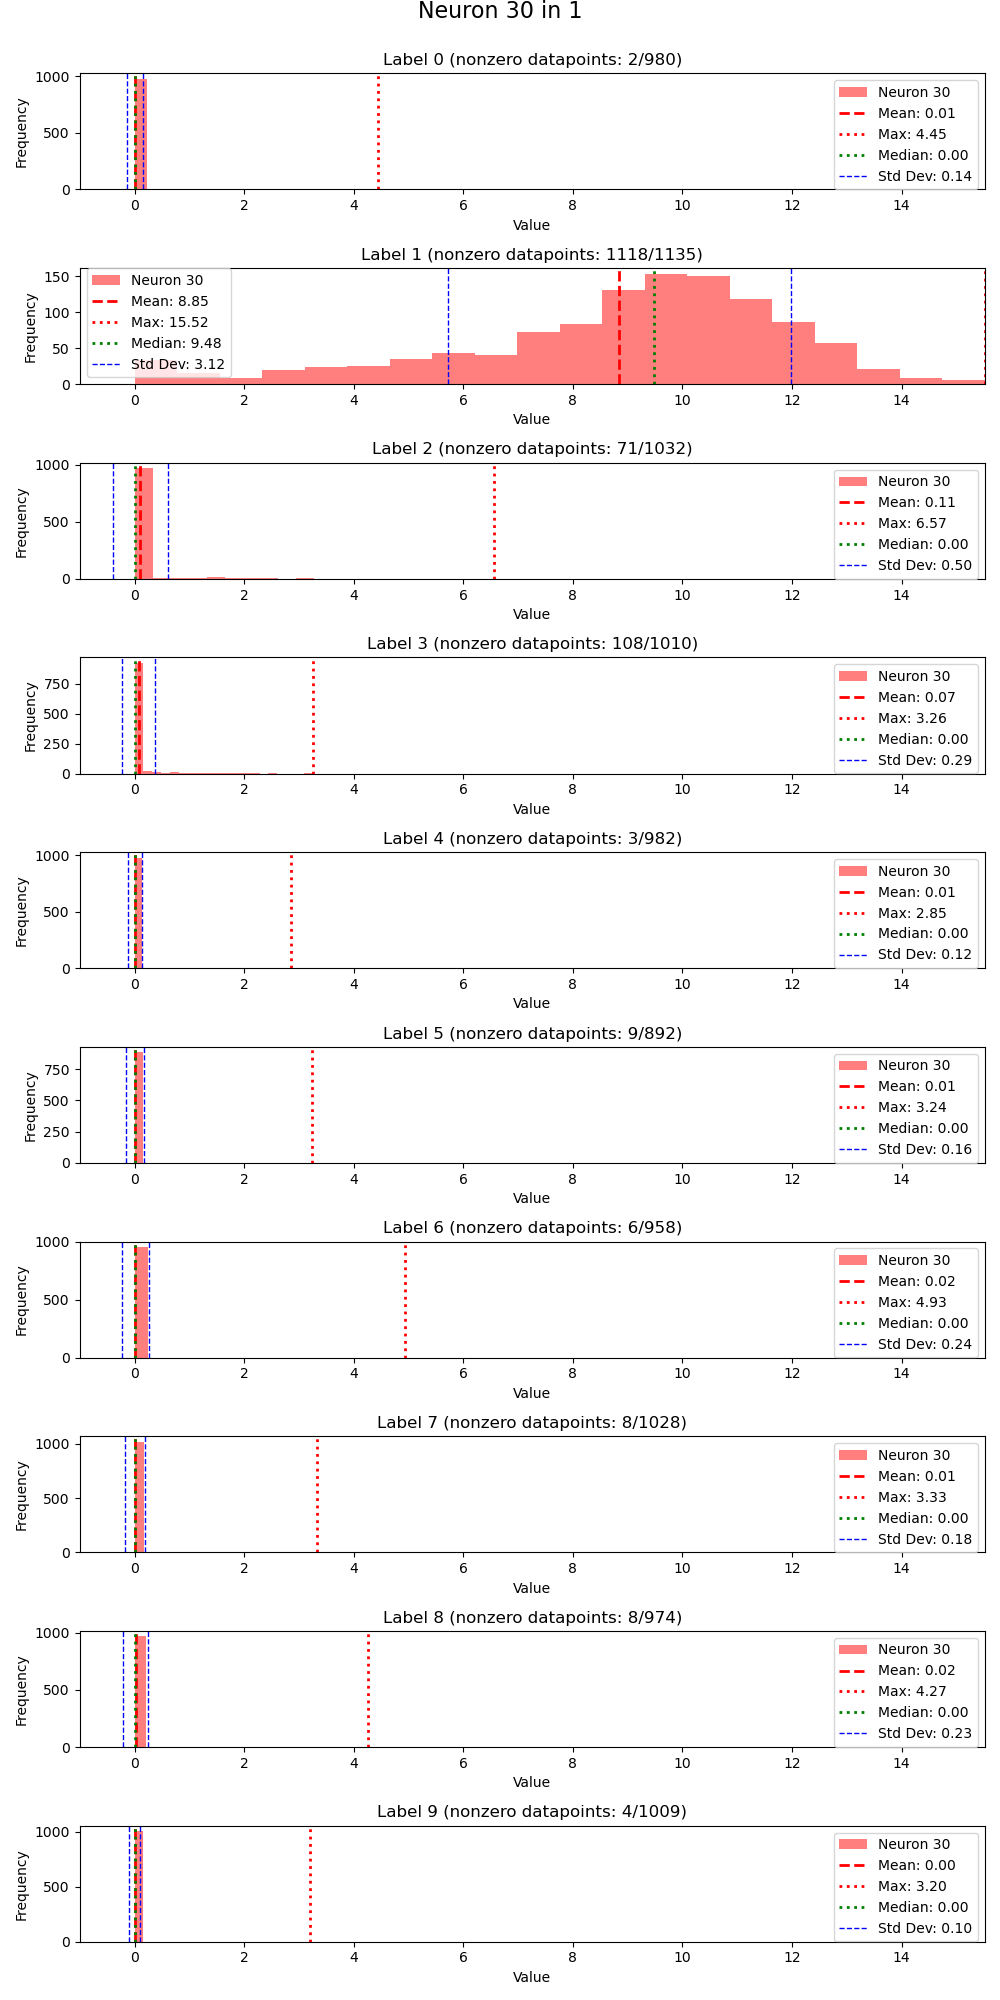 Neuron 30 in 1
Label 0 (nonzero datapoints: 2/980)
Frequency
1000
500
0
Neuron 30
Mean: 0.01
Max: 4.45
Median: 0.00
Std Dev: 0.14
0 2 4 6 8 10 12 14
Value
Label 1 (nonzero datapoints: 1118/1135)
Frequency
150
100
50
0
Neuron 30
Mean: 8.85
Max: 15.52
Median: 9.48
Std Dev: 3.12
0 2 4 6 8 10 12 14
Value
Label 2 (nonzero datapoints: 71/1032)
Frequency
1000
500
0
Neuron 30
Mean: 0.11
Max: 6.57
Median: 0.00
Std Dev: 0.50
0 2 4 6 8 10 12 14
Value
Label 3 (nonzero datapoints: 108/1010)
Frequency
750
500
250
0
Neuron 30
Mean: 0.07
Max: 3.26
Median: 0.00
Std Dev: 0.29
0 2 4 6 8 10 12 14
Value
Label 4 (nonzero datapoints: 3/982)
Frequency
1000
500
0
Neuron 30
Mean: 0.01
Max: 2.85
Median: 0.00
Std Dev: 0.12
0 2 4 6 8 10 12 14
Value
Label 5 (nonzero datapoints: 9/892)
Frequency
750
500
250
0
Neuron 30
Mean: 0.01
Max: 3.24
Median: 0.00
Std Dev: 0.16
0 2 4 6 8 10 12 14
Value
Label 6 (nonzero datapoints: 6/958)
Frequency
1000
500
0
Neuron 30
Mean: 0.02
Max: 4.93
Median: 0.00
Std Dev: 0.24
0 2 4 6 8 10 12 14
Value
Label 7 (nonzero datapoints: 8/1028)
Frequency
1000
500
0
Neuron 30
Mean: 0.01
Max: 3.33
Median: 0.00
Std Dev: 0.18
0 2 4 6 8 10 12 14
Value
Label 8 (nonzero datapoints: 8/974)
Frequency
1000
500
0
Neuron 30
Mean: 0.02
Max: 4.27
Median: 0.00
Std Dev: 0.23
0 2 4 6 8 10 12 14
Value
Label 9 (nonzero datapoints: 4/1009)
Frequency
1000
500
0
Neuron 30
Mean: 0.00
Max: 3.20
Median: 0.00
Std Dev: 0.10
0 2 4 6 8 10 12 14
Value